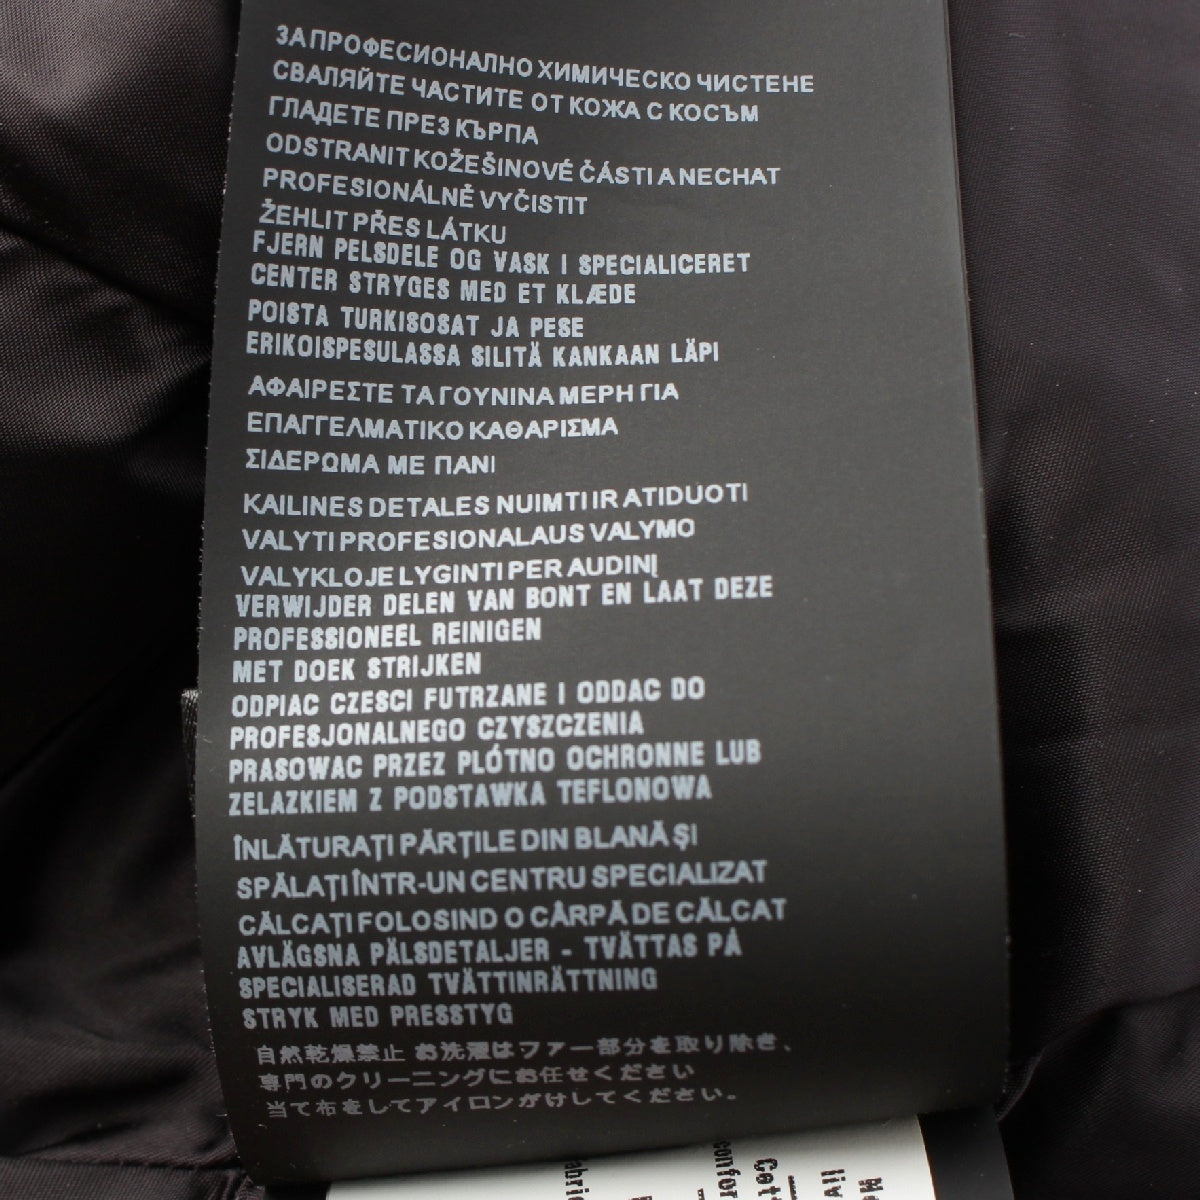 ЗА ПРОФЕСИОНАЛНО ХИМИЧЕСКО ЧИСТЕНЕ
СВАЛЯЙТЕ ЧАСТИТЕ ОТ КОЖА С КОСЪМ
ГЛАДЕТЕ ПРЕЗ КЪРПА
ODSTRANIT KOŽEŠINOVÉ ČÁSTI A NECHAT
PROFESIONÁLNĚ VYČISTIT
ŽEHLIT PŘES LÁTKU
FJERN PELSDELE OG VASK I SPECIALICERET
CENTER STRYGES MED ET KLÆDE
POISTA TURKISOSAT JA PESE
ERIKOISPESULASSA SILITÄ KANKAAN LÄPI
ΑΦΑΙΡΕΣΤΕ ΤΑ ΓΟΥΝΙΝΑ ΜΕΡΗ ΓΙΑ
ΕΠΑΓΓΕΛΜΑΤΙΚΟ ΚΑΘΑΡΙΣΜΑ
ΣΙΔΕΡΩΜΑ ΜΕ ΠΑΝΙ
KAILINES DETALES NUIMTI IR ATIDUOTI
VALYTI PROFESIONALAUS VALYMO
VALYKLOJE LYGINTI PER AUDINĮ
VERWIJDER DELEN VAN BONT EN LAAT DEZE
PROFESSIONEEL REINIGEN
MET DOEK STRIJKEN
ODPIAC CZESCI FUTRZANE I ODDAC DO
PROFESJONALNEGO CZYSZCZENIA
PRASOWAC PRZEZ PLÓTNO OCHRONNE LUB
ZELAZKIEM Z PODSTAWKA TEFLONOWA
ÎNLĂTURAȚI PĂRȚILE DIN BLANĂ ȘI
SPĂLAȚI ÎNTR-UN CENTRU SPECIALIZAT
CĂLCAȚI FOLOSIND O CÂRPĂ DE CĂLCAT
AVLÄGSNA PÄLSDETALJER - TVÄTTAS PÅ
SPECIALISERAD TVÄTTINRÄTTNING
STRYK MED PRESSTYG
自然乾燥禁止 お洗濯はファー部分を取り除き、
専門のクリーニングにお任せください
当て布をしてアイロンがけしてください。